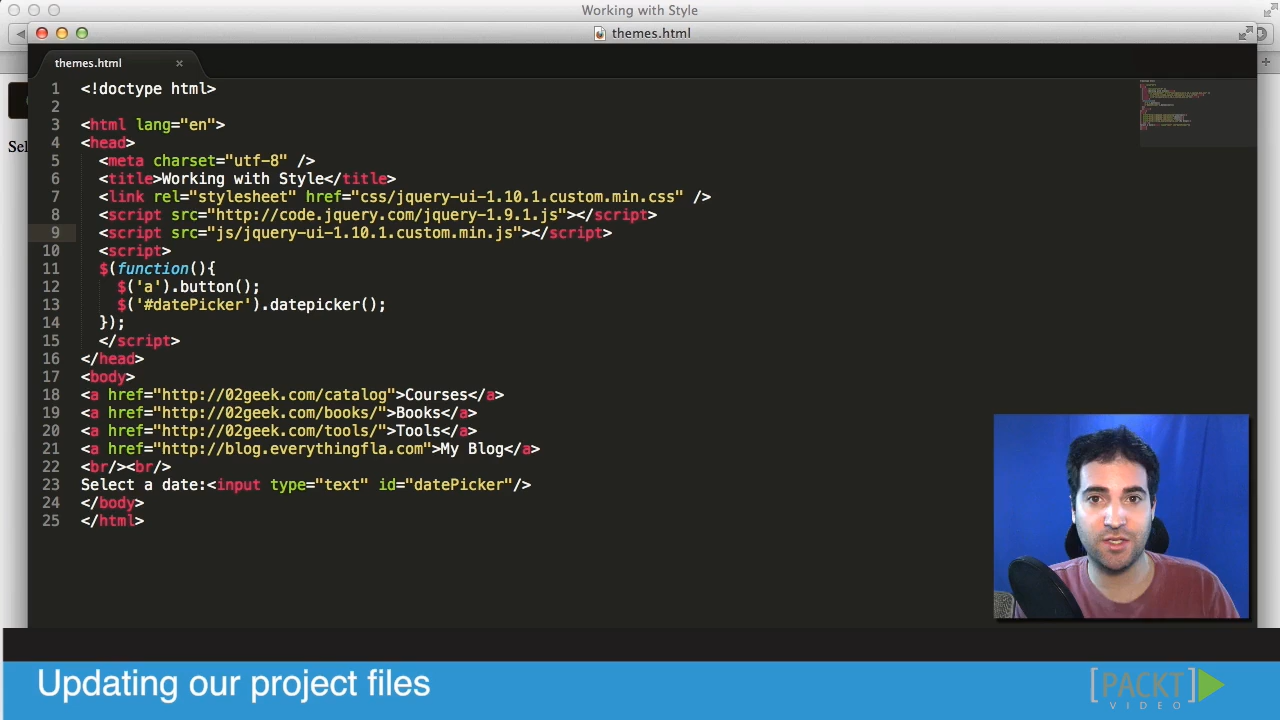 Working with Style
themes.html
themes.html ×
Sel
1 <!doctype html>
2
3 <html lang="en">
4 <head>
5 <meta charset="utf-8" />
6 <title>Working with Style</title>
7 <link rel="stylesheet" href="css/jquery-ui-1.10.1.custom.min.css" />
8 <script src="http://code.jquery.com/jquery-1.9.1.js"></script>
9 <script src="js/jquery-ui-1.10.1.custom.min.js"></script>
10 <script>
11 $(function(){
12 $('a').button();
13 $('#datePicker').datepicker();
14 });
15 </script>
16 </head>
17 <body>
18 <a href="http://02geek.com/catalog">Courses</a>
19 <a href="http://02geek.com/books/">Books</a>
20 <a href="http://02geek.com/tools/">Tools</a>
21 <a href="http://blog.everythingfla.com">My Blog</a>
22 <br/><br/>
23 Select a date:<input type="text" id="datePicker"/>
24 </body>
25 </html>
Updating our project files
[PACKT]
VIDEO